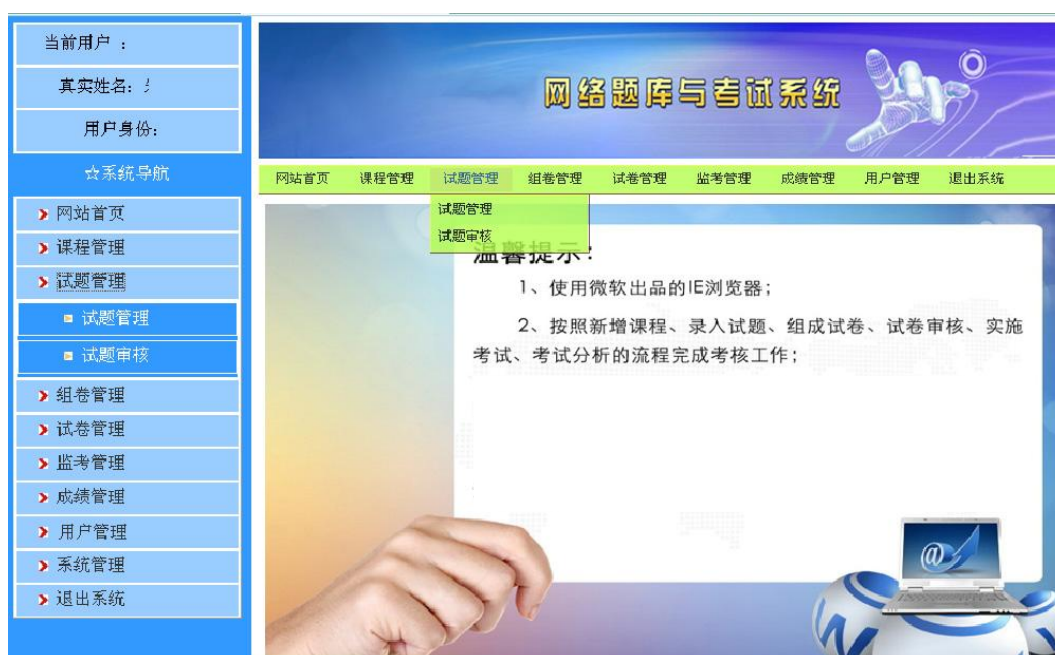 当前用户 ：
真实姓名：
用户身份：
☆系统导航
网站首页
课程管理
试题管理
试题管理
试题审核
组卷管理
试卷管理
监考管理
成绩管理
用户管理
系统管理
退出系统
网络题库与考试系统
网站首页 课程管理 试题管理 组卷管理 试卷管理 监考管理 成绩管理 用户管理 退出系统
试题管理
试题审核
温馨提示：
1、使用微软出品的IE浏览器；
2、按照新增课程、录入试题、组成试卷、试卷审核、实施
考试、考试分析的流程完成考核工作；
@
W